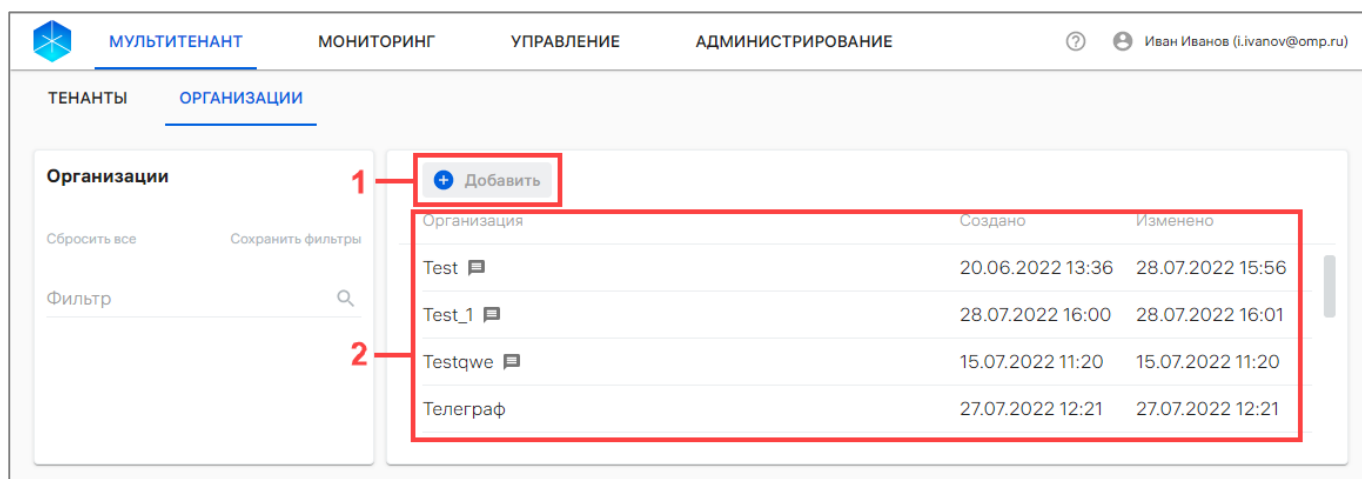 МУЛЬТИТЕНАНТ МОНИТОРИНГ УПРАВЛЕНИЕ АДМИНИСТРИРОВАНИЕ ? Иван Иванов (i.ivanov@omp.ru)
ТЕНАНТЫ ОРГАНИЗАЦИИ
Организации
1 + Добавить
Сбросить все Сохранить фильтры
Организация Создано Изменено
Test 20.06.2022 13:36 28.07.2022 15:56
Фильтр
Test_1 28.07.2022 16:00 28.07.2022 16:01
2
Testqwe 15.07.2022 11:20 15.07.2022 11:20
Телеграф 27.07.2022 12:21 27.07.2022 12:21